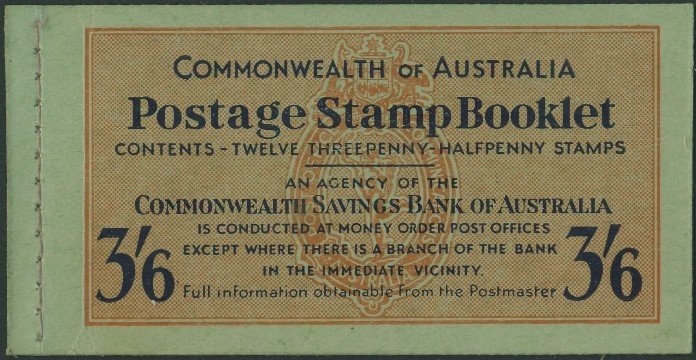 COMMONWEALTH OF AUSTRALIA
Postage Stamp Booklet
CONTENTS - TWELVE THREEPENNY-HALFPENNY STAMPS
AN AGENCY OF THE
COMMONWEALTH SAVINGS BANK OF AUSTRALIA
IS CONDUCTED AT MONEY ORDER POST OFFICES
EXCEPT WHERE THERE IS A BRANCH OF THE BANK
IN THE IMMEDIATE VICINITY.
3/6 Full information obtainable from the Postmaster 3/6